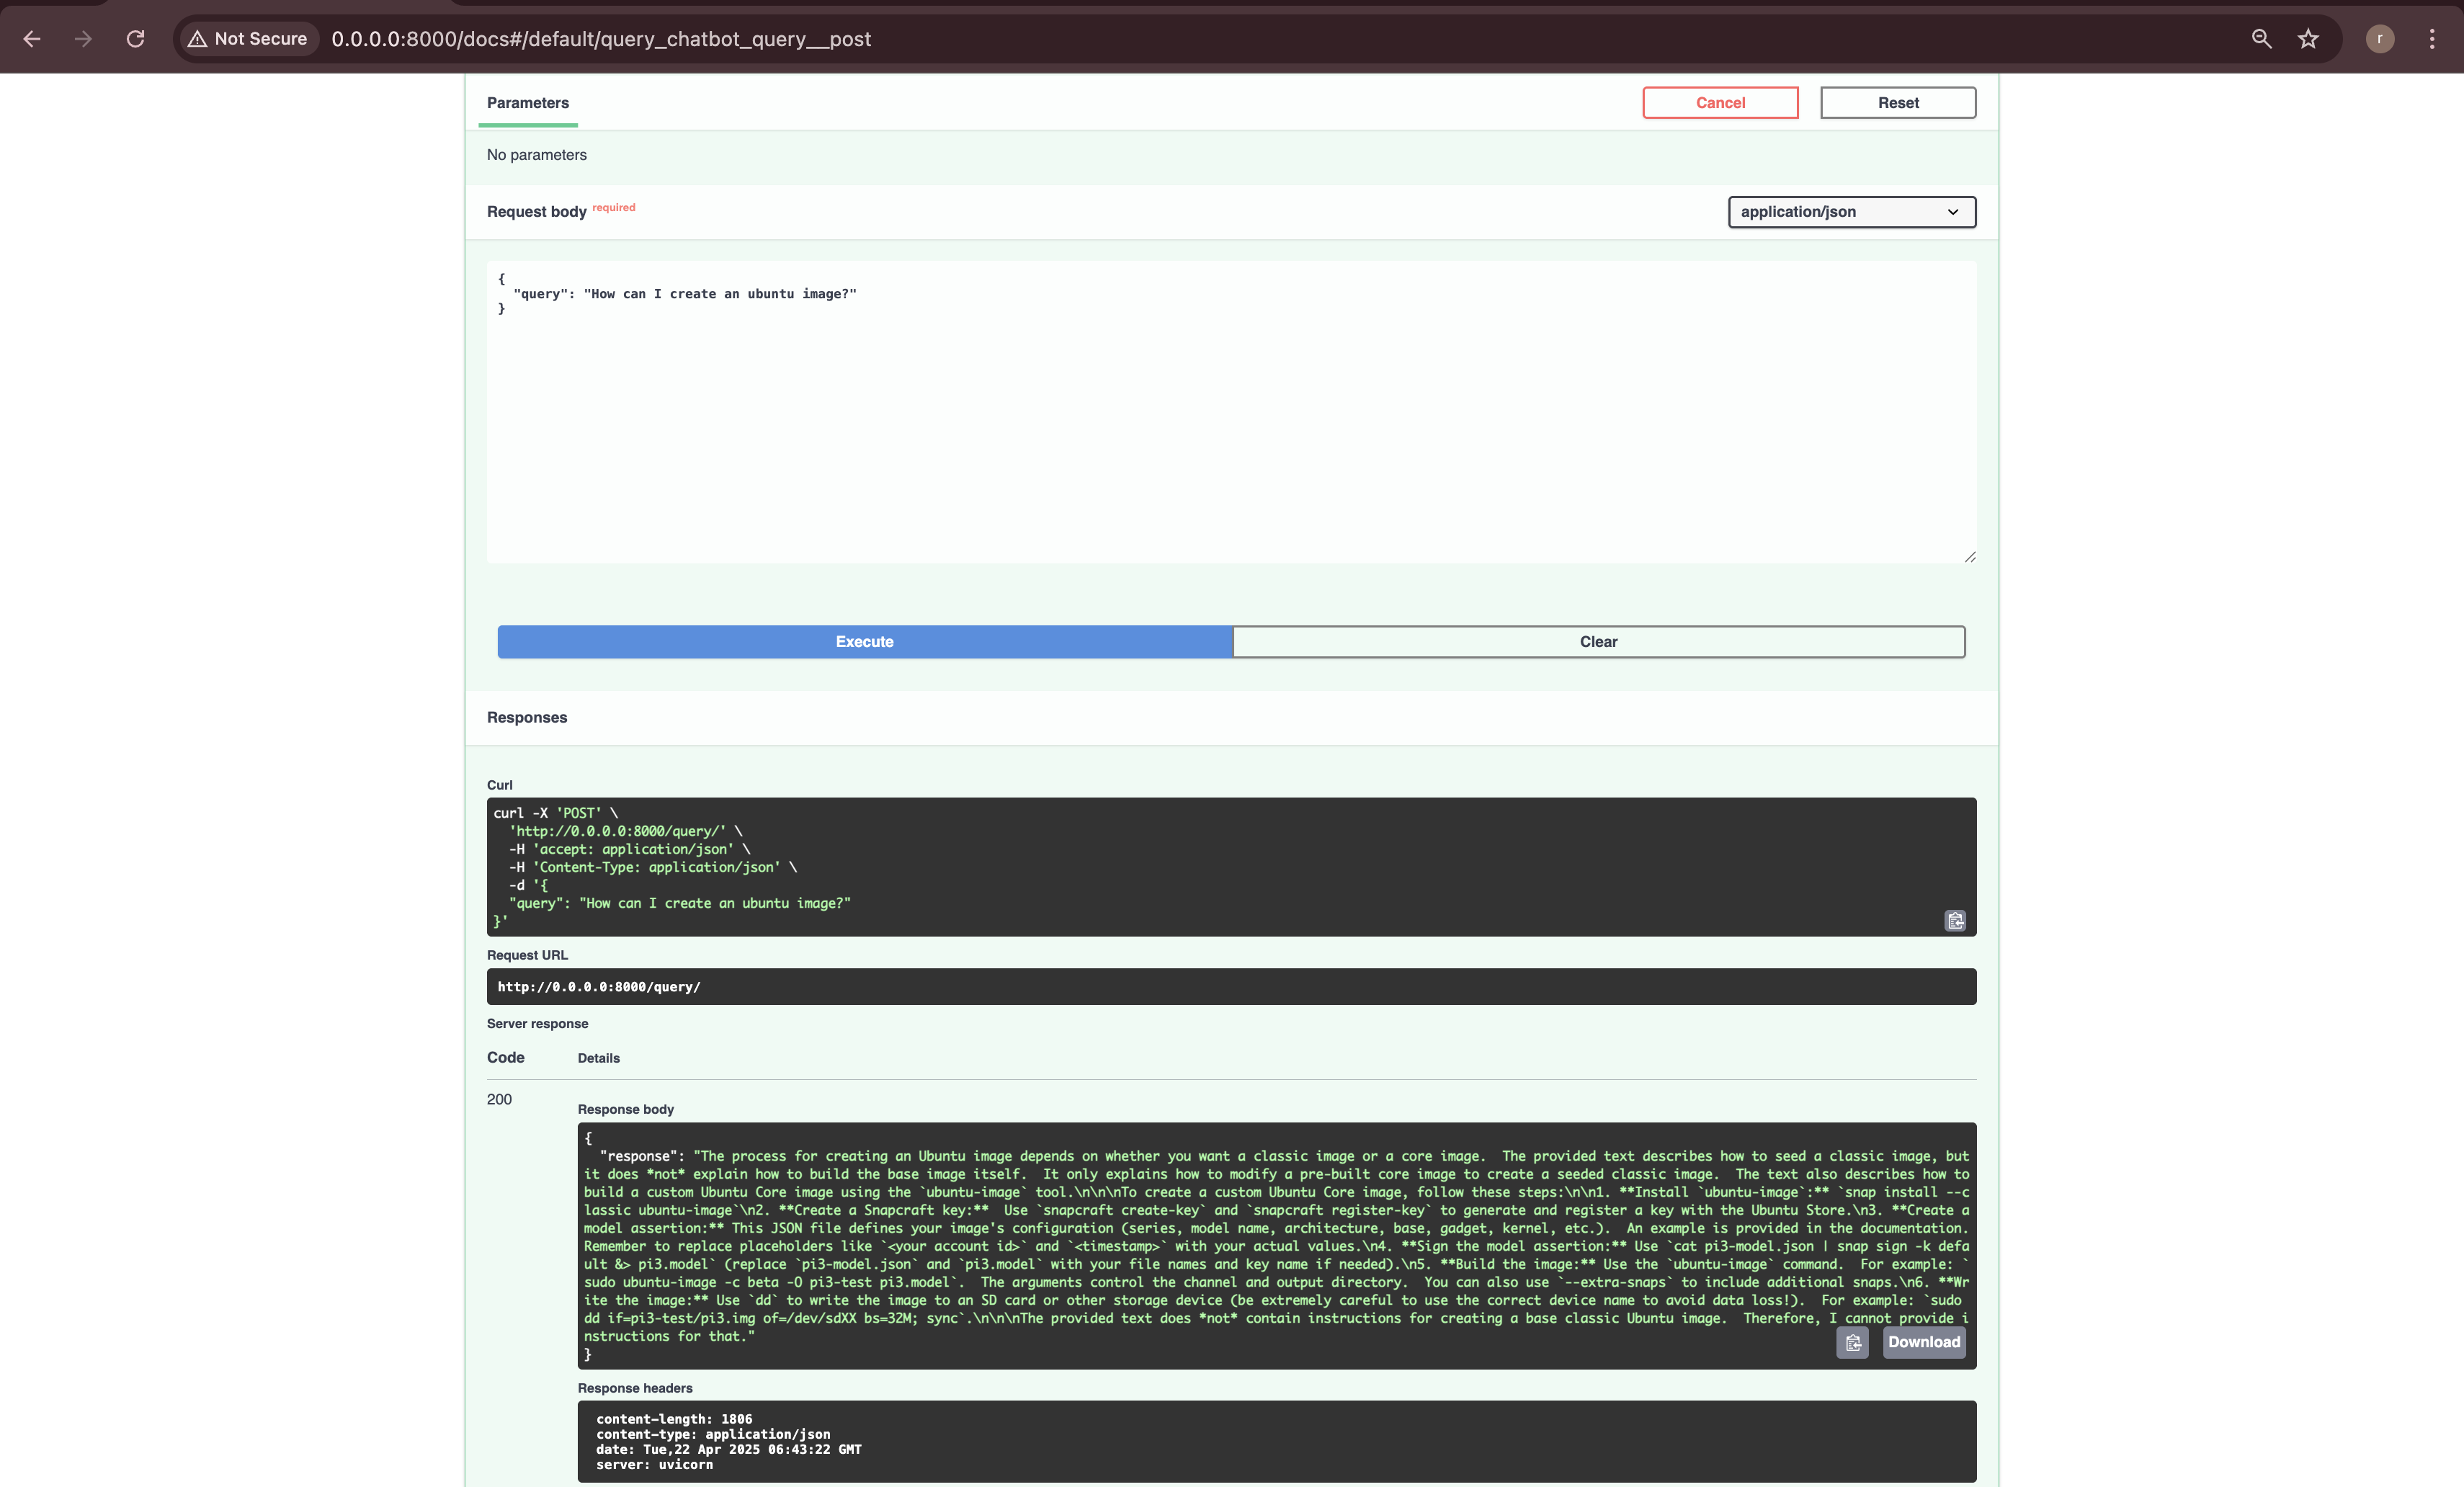 Not Secure 0.0.0.0:8000/docs#/default/query_chatbot_query__post r
Parameters Cancel Reset
No parameters
Request body required application/json
{
"query": "How can I create an ubuntu image?"
}
Execute Clear
Responses
Curl
curl -X 'POST' \
'http://0.0.0.0:8000/query/' \
-H 'accept: application/json' \
-H 'Content-Type: application/json' \
-d '{
"query": "How can I create an ubuntu image?"
}'
Request URL
http://0.0.0.0:8000/query/
Server response
Code Details
200
Response body
{
"response": "The process for creating an Ubuntu image depends on whether you want a classic image or a core image.  The provided text describes how to seed a classic image, but
it does *not* explain how to build the base image itself.  It only explains how to modify a pre-built core image to create a seeded classic image.  The text also describes how to
build a custom Ubuntu Core image using the `ubuntu-image` tool.\n\n\nTo create a custom Ubuntu Core image, follow these steps:\n\n1. **Install `ubuntu-image`:** `snap install --c
lassic ubuntu-image`\n2. **Create a Snapcraft key:**  Use `snapcraft create-key` and `snapcraft register-key` to generate and register a key with the Ubuntu Store.\n3. **Create a
model assertion:** This JSON file defines your image's configuration (series, model name, architecture, base, gadget, kernel, etc.).  An example is provided in the documentation.
Remember to replace placeholders like `<your account id>` and `<timestamp>` with your actual values.\n4. **Sign the model assertion:** Use `cat pi3-model.json | snap sign -k defa
ult &> pi3.model` (replace `pi3-model.json` and `pi3.model` with your file names and key name if needed).\n5. **Build the image:** Use the `ubuntu-image` command.  For example: `
sudo ubuntu-image -c beta -O pi3-test pi3.model`.  The arguments control the channel and output directory.  You can also use `--extra-snaps` to include additional snaps.\n6. **Wr
ite the image:** Use `dd` to write the image to an SD card or other storage device (be extremely careful to use the correct device name to avoid data loss!).  For example: `sudo
dd if=pi3-test/pi3.img of=/dev/sdXX bs=32M; sync`.\n\n\nThe provided text does *not* contain instructions for creating a base classic Ubuntu image.  Therefore, I cannot provide i
nstructions for that."
}
Download
Response headers
content-length: 1806
content-type: application/json
date: Tue,22 Apr 2025 06:43:22 GMT
server: uvicorn